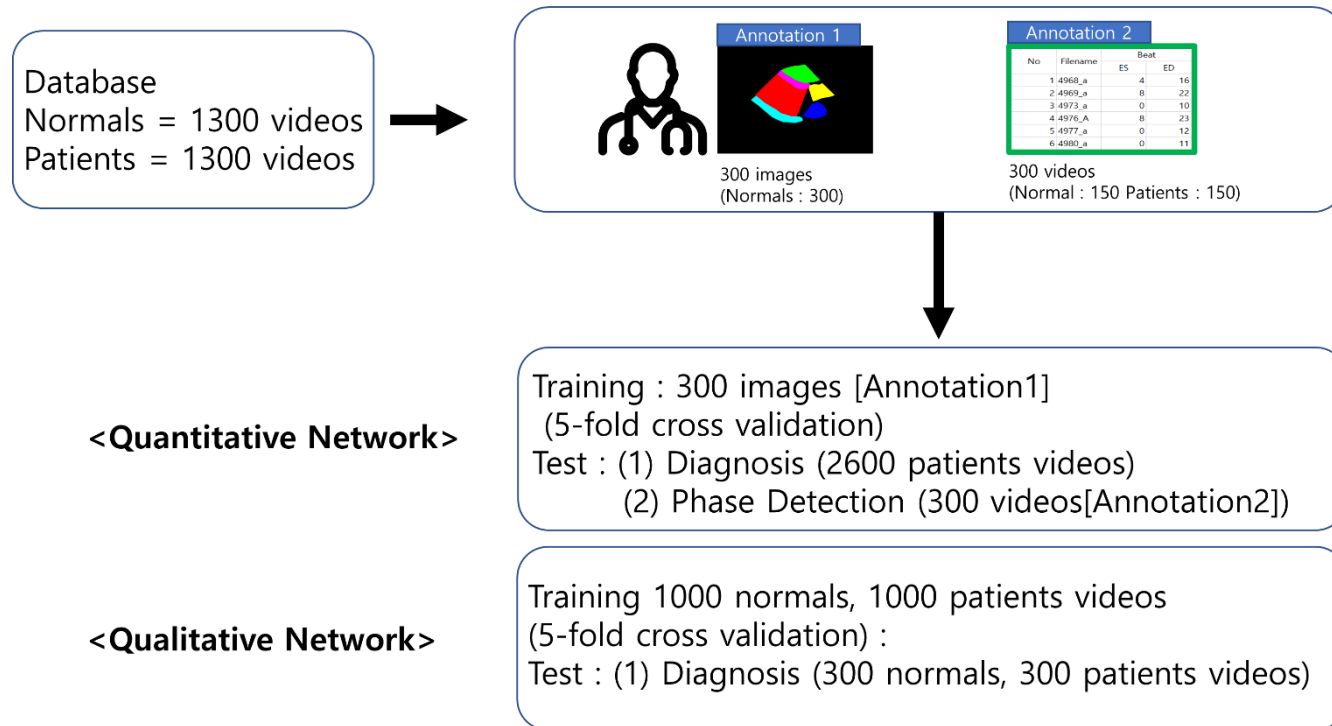 Database
Normals = 1300 videos
Patients = 1300 videos
Annotation 1
300 images
(Normals : 300)
Annotation 2
No Filename Beat
ES ED
1 4968_a 4 16
2 4969_a 8 22
3 4973_a 0 10
4 4976_A 8 23
5 4977_a 0 12
6 4980_a 0 11
300 videos
(Normal : 150 Patients : 150)
<Quantitative Network>
Training : 300 images [Annotation1]
(5-fold cross validation)
Test : (1) Diagnosis (2600 patients videos)
(2) Phase Detection (300 videos[Annotation2])
<Qualitative Network>
Training 1000 normals, 1000 patients videos
(5-fold cross validation) :
Test : (1) Diagnosis (300 normals, 300 patients videos)